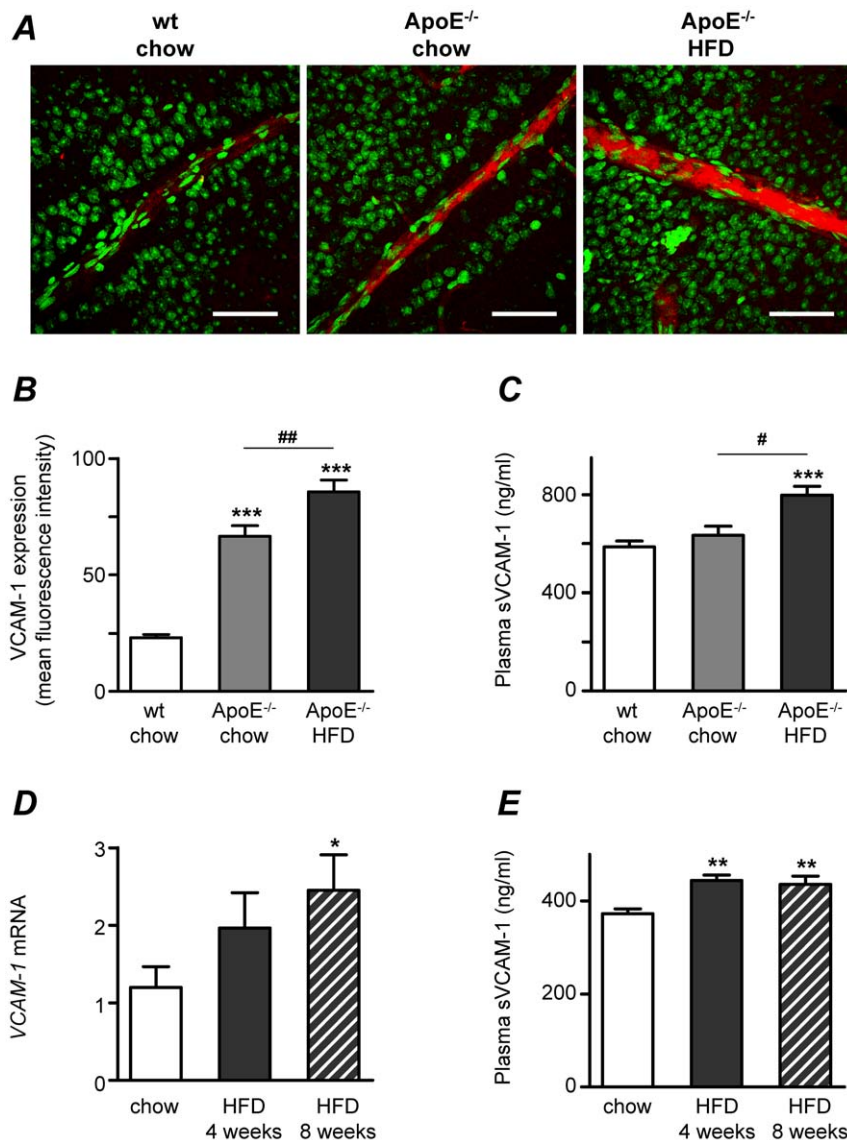 A
wt
chow
ApoE-/-
chow
ApoE-/-
HFD
B
VCAM-1 expression
(mean fluorescence intensity)
100
50
0
##
***
***
wt
chow
ApoE-/-
chow
ApoE-/-
HFD
C
Plasma sVCAM-1 (ng/ml)
800
400
0
#
***
wt
chow
ApoE-/-
chow
ApoE-/-
HFD
D
VCAM-1 mRNA
3
2
1
0
*
chow
HFD
4 weeks
HFD
8 weeks
E
Plasma sVCAM-1 (ng/ml)
400
200
0
**
**
chow
HFD
4 weeks
HFD
8 weeks